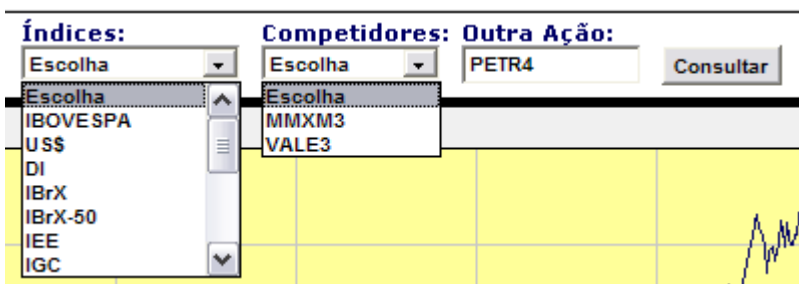 Índices: Competidores: Outra Ação:
Escolha Escolha PETR4 Consultar
Escolha Escolha
IBOVESPA MMXM3
US$ VALE3
DI
IBrX
IBrX-50
IEE
IGC